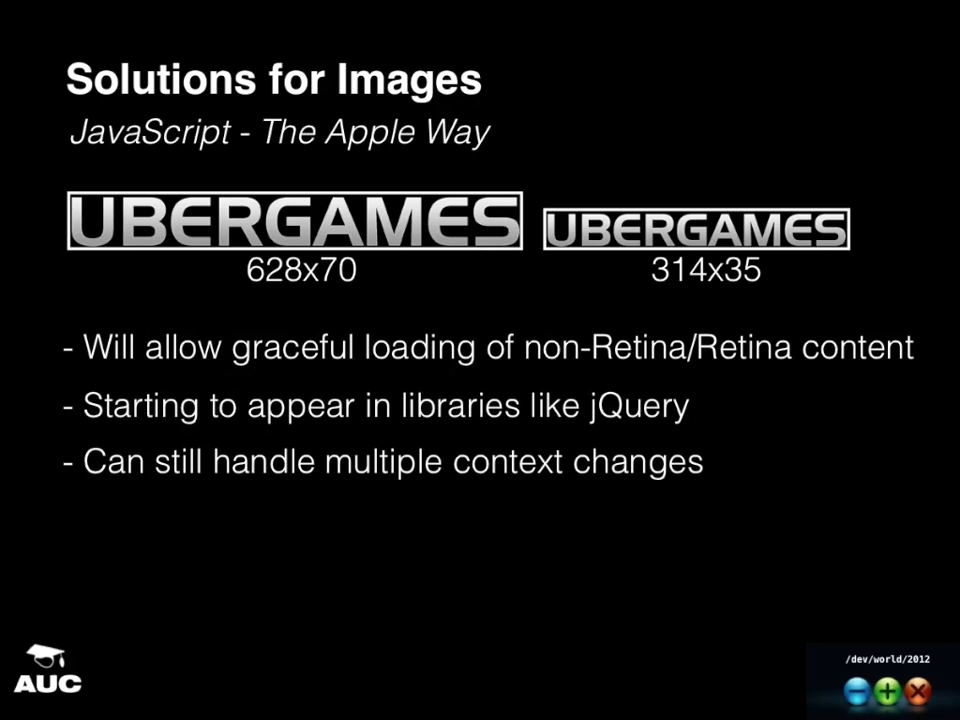 Solutions for Images
JavaScript - The Apple Way
UBERGAMES UBERGAMES
628x70 314x35
- Will allow graceful loading of non-Retina/Retina content
- Starting to appear in libraries like jQuery
- Can still handle multiple context changes
AUC
/dev/world/2012